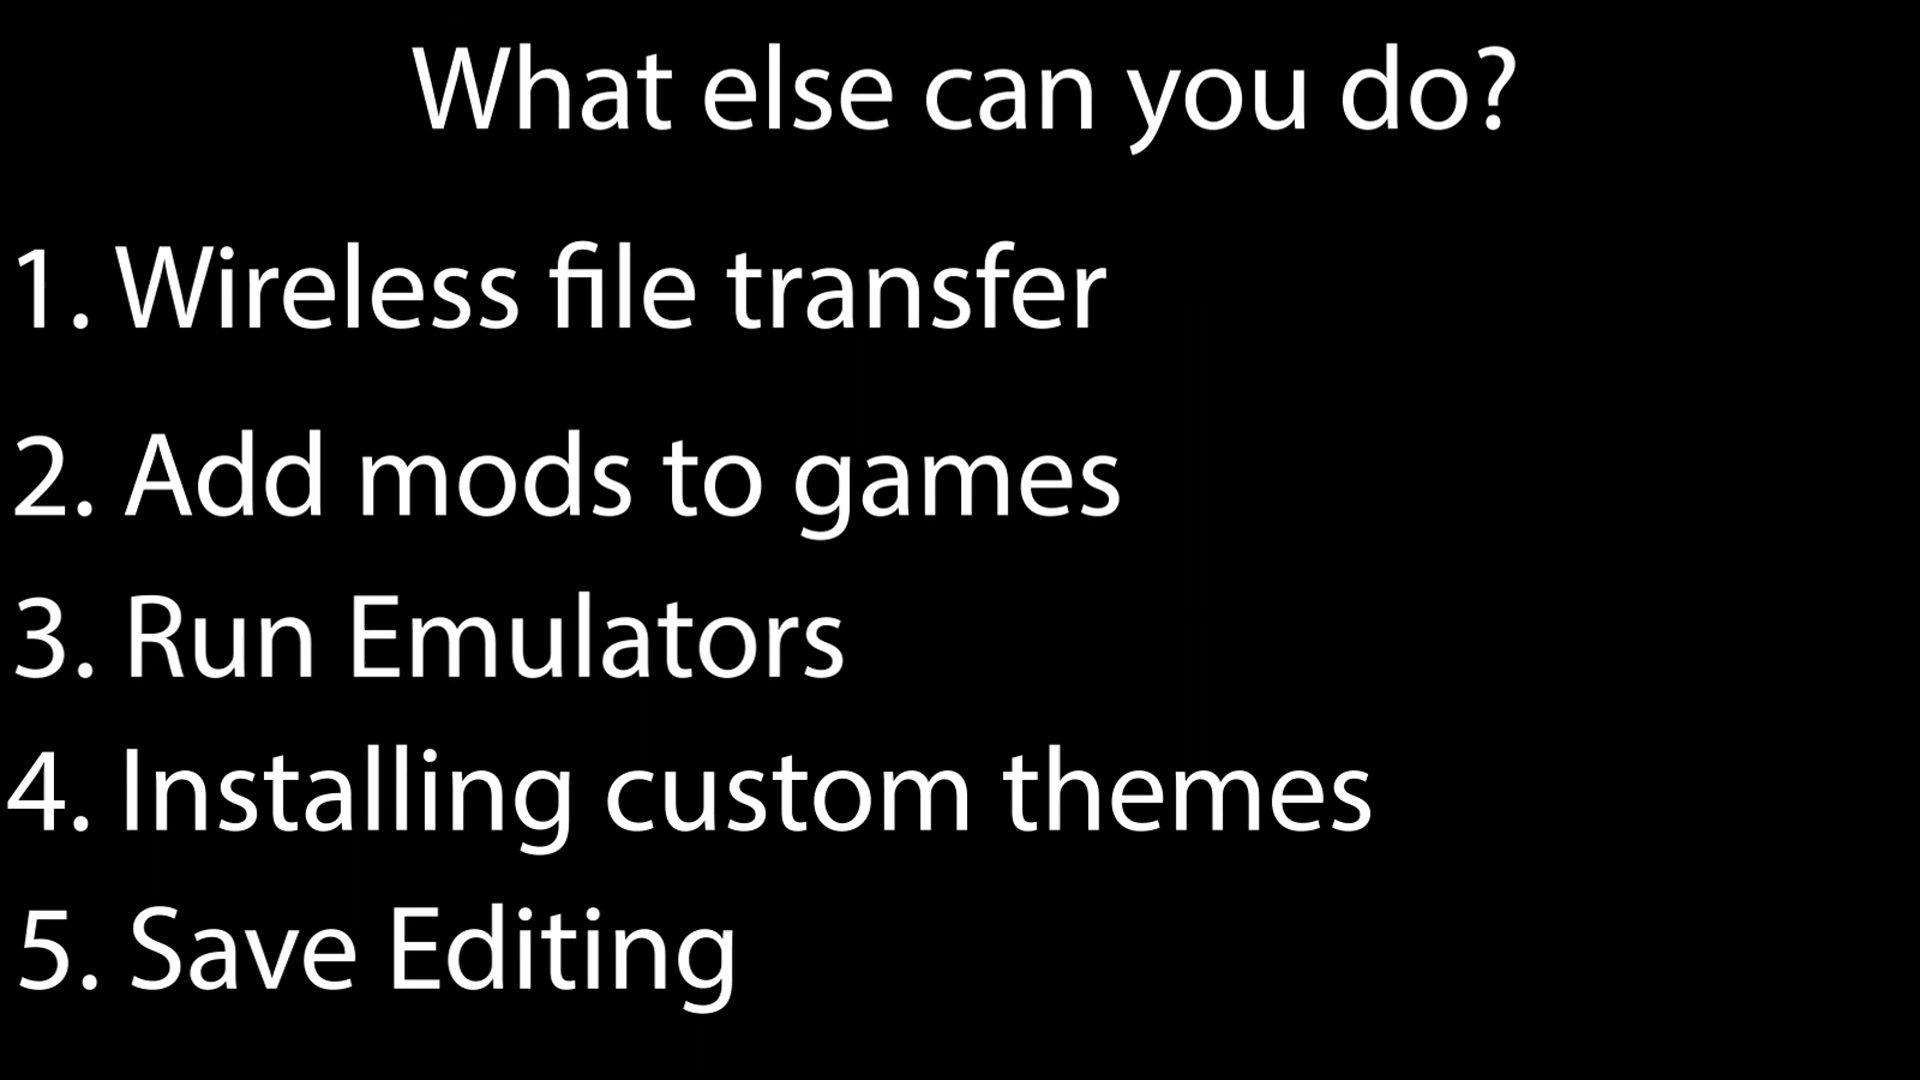 What else can you do?
1. Wireless file transfer
2. Add mods to games
3. Run Emulators
4. Installing custom themes
5. Save Editing